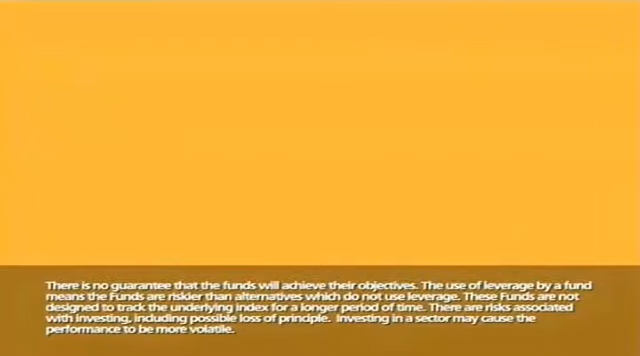 There is no guarantee that the funds will achieve their objectives. The use of leverage by a fund
means the Funds are riskier than alternatives which do not use leverage. These Funds are not
designed to track the underlying index for a longer period of time. There are risks associated
with investing, including possible loss of principle. Investing in a sector may cause the
performance to be more volatile.